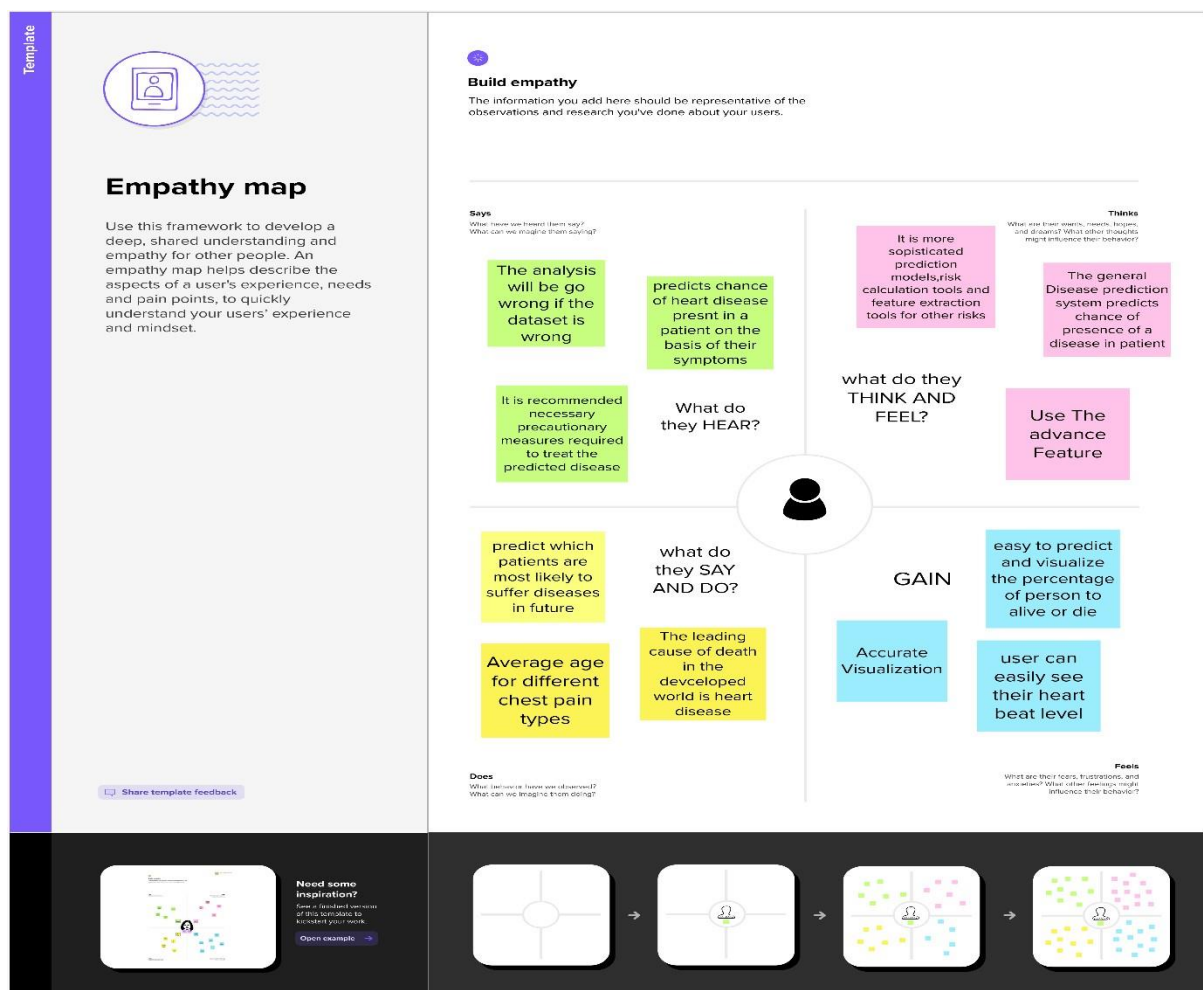 Template
Empathy map
Use this framework to develop a
deep, shared understanding and
empathy for other people. An
empathy map helps describe the
aspects of a user's experience, needs
and pain points, to quickly
understand your users' experience
and mindset.
Share template feedback
Build empathy
The information you add here should be representative of the
observations and research you've done about your users.
Says
What have we heard them say?
What can we imagine them saying?
The analysis
will be go
wrong if the
dataset is
wrong
predicts chance
of heart disease
presnt in a
patient on the
basis of their
symptoms
It is recommended
necessary
precautionary
measures required
to treat the
predicted disease
What do
they HEAR?
Thinks
What are their wants, needs, hopes,
and dreams? What other thoughts
might influence their behavior?
It is more
sopisticated
prediction
models,risk
calculation tools and
feature extraction
tools for other risks
The general
Disease prediction
system predicts
chance of
presence of a
disease in patient
what do they
THINK AND
FEEL?
Use The
advance
Feature
predict which
patients are
most likely to
suffer diseases
in future
what do
they SAY
AND DO?
Average age
for different
chest pain
types
The leading
cause of death
in the
devceloped
world is heart
disease
Does
What behavior have we observed?
What can we imagine them doing?
GAIN
easy to predict
and visualize
the percentage
of person to
alive or die
Accurate
Visualization
user can
easily see
their heart
beat level
Feels
What are their fears, frustrations, and
anxieties? What other feelings might
influence their behavior?
Need some
inspiration?
See a finished version
of this template to
kickstart your work.
Open example